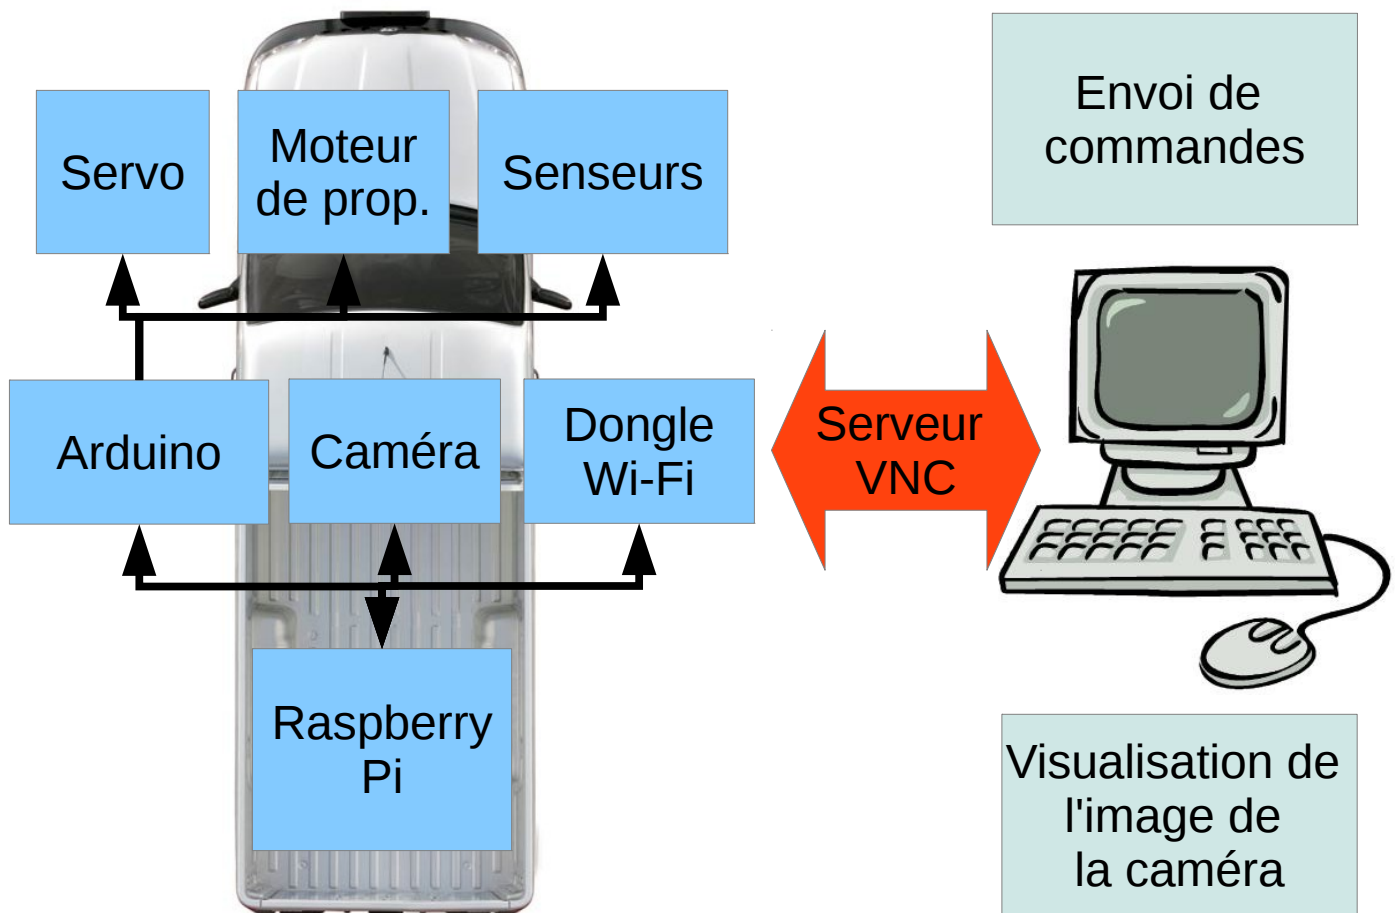 Servo
Moteur
de prop.
Senseurs
Envoi de
commandes
Arduino
Caméra
Dongle
Wi-Fi
Serveur
VNC
Raspberry
Pi
Visualisation de
l'image de
la caméra